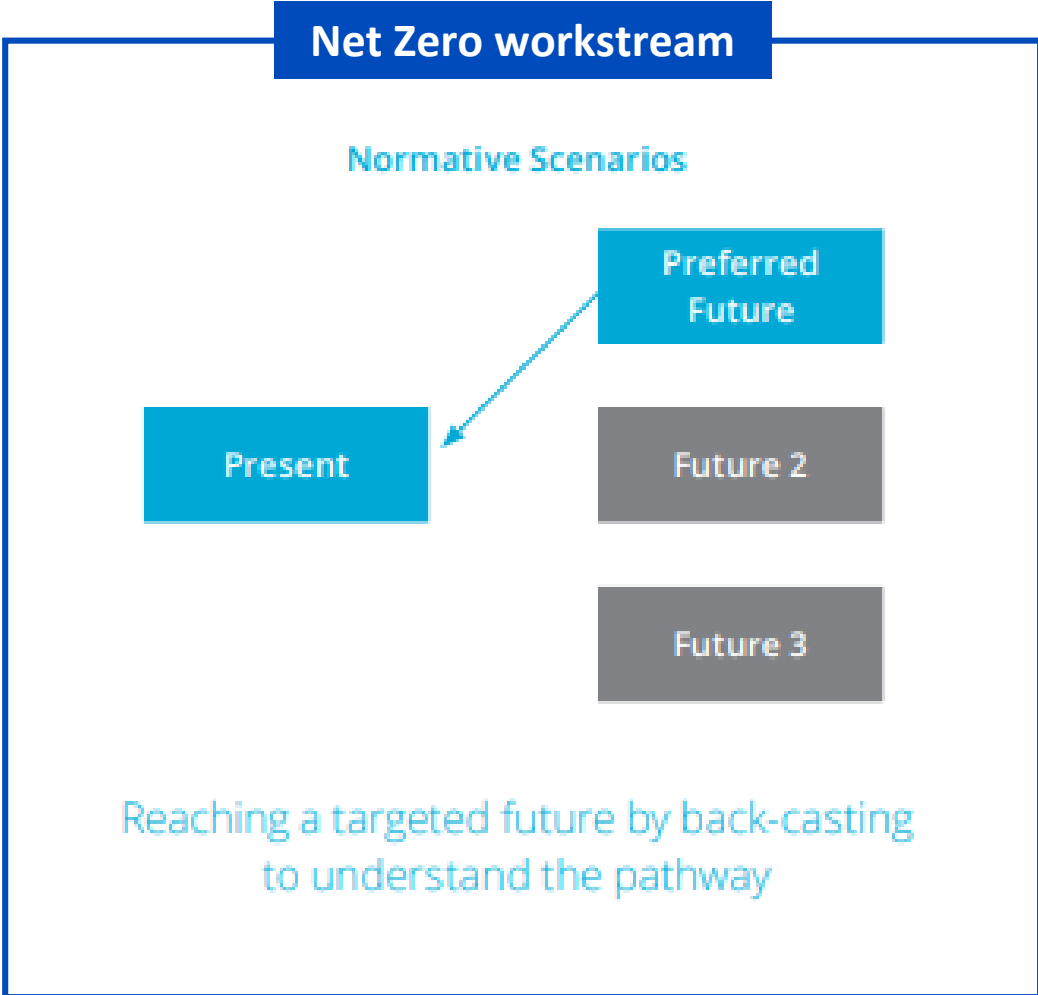 Net Zero workstream
Normative Scenarios
Preferred
Future
Present
Future 2
Future 3
Reaching a targeted future by back-casting
to understand the pathway